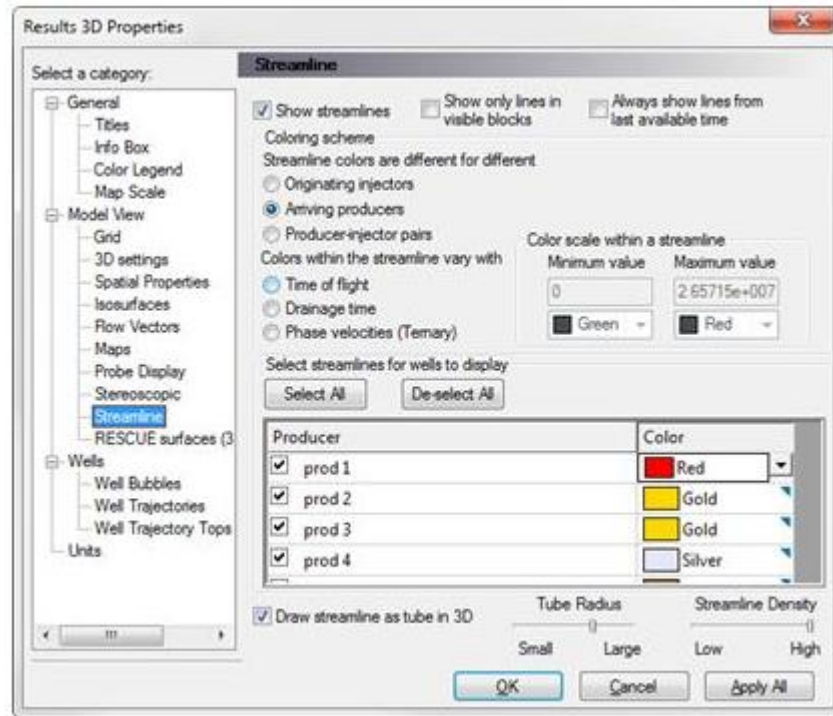 Results 3D Properties
Select a category:
General
Titles
Info Box
Color Legend
Map Scale
Model View
Grid
3D settings
Spatial Properties
Isosurfaces
Flow Vectors
Maps
Probe Display
Stereoscopic
Streamline
RESCUE surfaces (3
Wells
Well Bubbles
Well Trajectories
Well Trajectory Tops
Units
Streamline
Show streamlines
Show only lines in
visible blocks
Always show lines from
last available time
Coloring scheme
Streamline colors are different for different
Originating injectors
Arriving producers
Producer-injector pairs
Colors within the streamline vary with
Time of flight
Drainage time
Phase velocities (Ternary)
Color scale within a streamline
Minimum value Maximum value
0 2.65715e+007
Green Red
Select streamlines for wells to display
Select All De-select All
Producer Color
prod 1 Red
prod 2 Gold
prod 3 Gold
prod 4 Silver
Draw streamline as tube in 3D
Tube Radius
Small Large
Streamline Density
Low High
OK Cancel Apply All